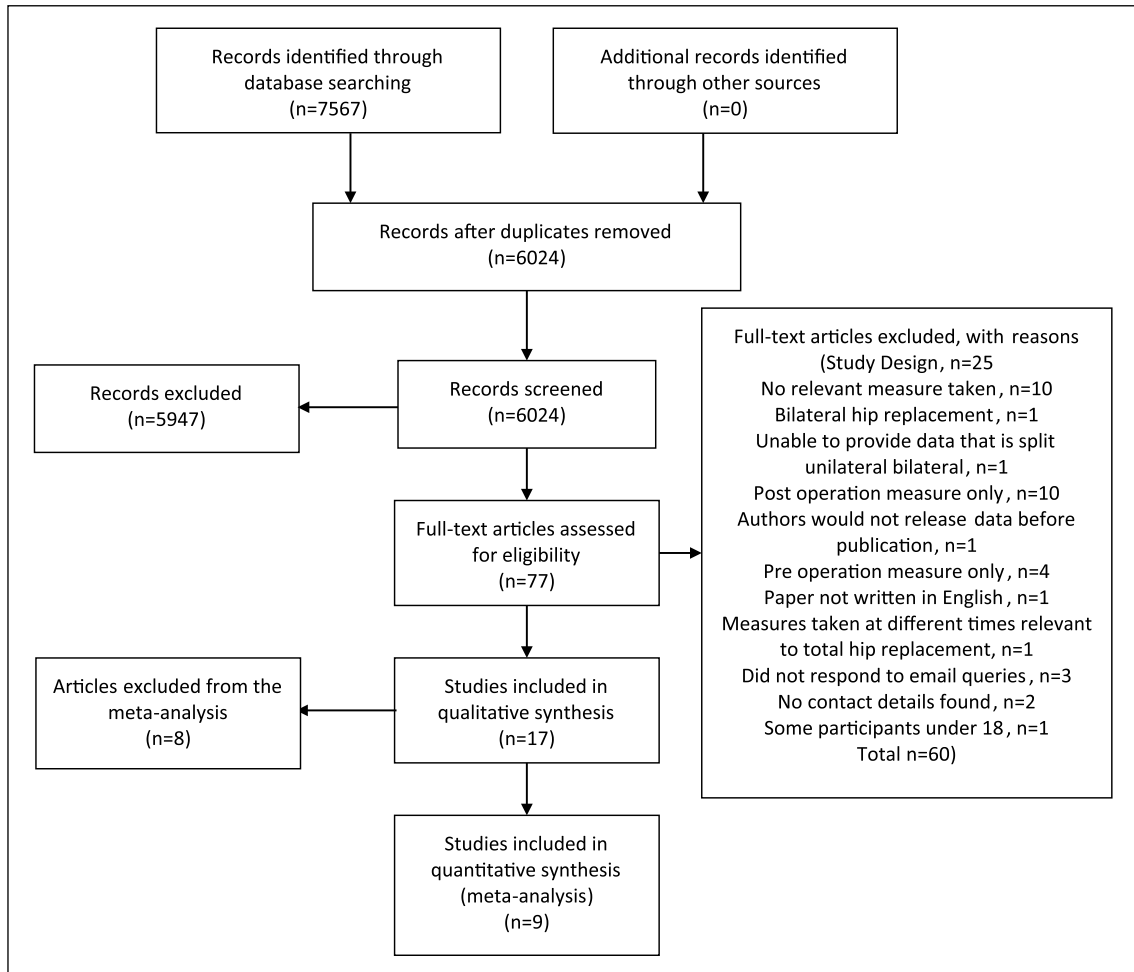 Records identified through
database searching
(n=7567)
Additional records identified
through other sources
(n=0)
Records after duplicates removed
(n=6024)
Records excluded
(n=5947)
Records screened
(n=6024)
Full-text articles assessed
for eligibility
(n=77)
Full-text articles excluded, with reasons
(Study Design, n=25
No relevant measure taken, n=10
Bilateral hip replacement, n=1
Unable to provide data that is split
unilateral bilateral, n=1
Post operation measure only, n=10
Authors would not release data before
publication, n=1
Pre operation measure only, n=4
Paper not written in English, n=1
Measures taken at different times relevant
to total hip replacement, n=1
Did not respond to email queries, n=3
No contact details found, n=2
Some participants under 18, n=1
Total n=60)
Articles excluded from the
meta-analysis
(n=8)
Studies included in
qualitative synthesis
(n=17)
Studies included in
quantitative synthesis
(meta-analysis)
(n=9)